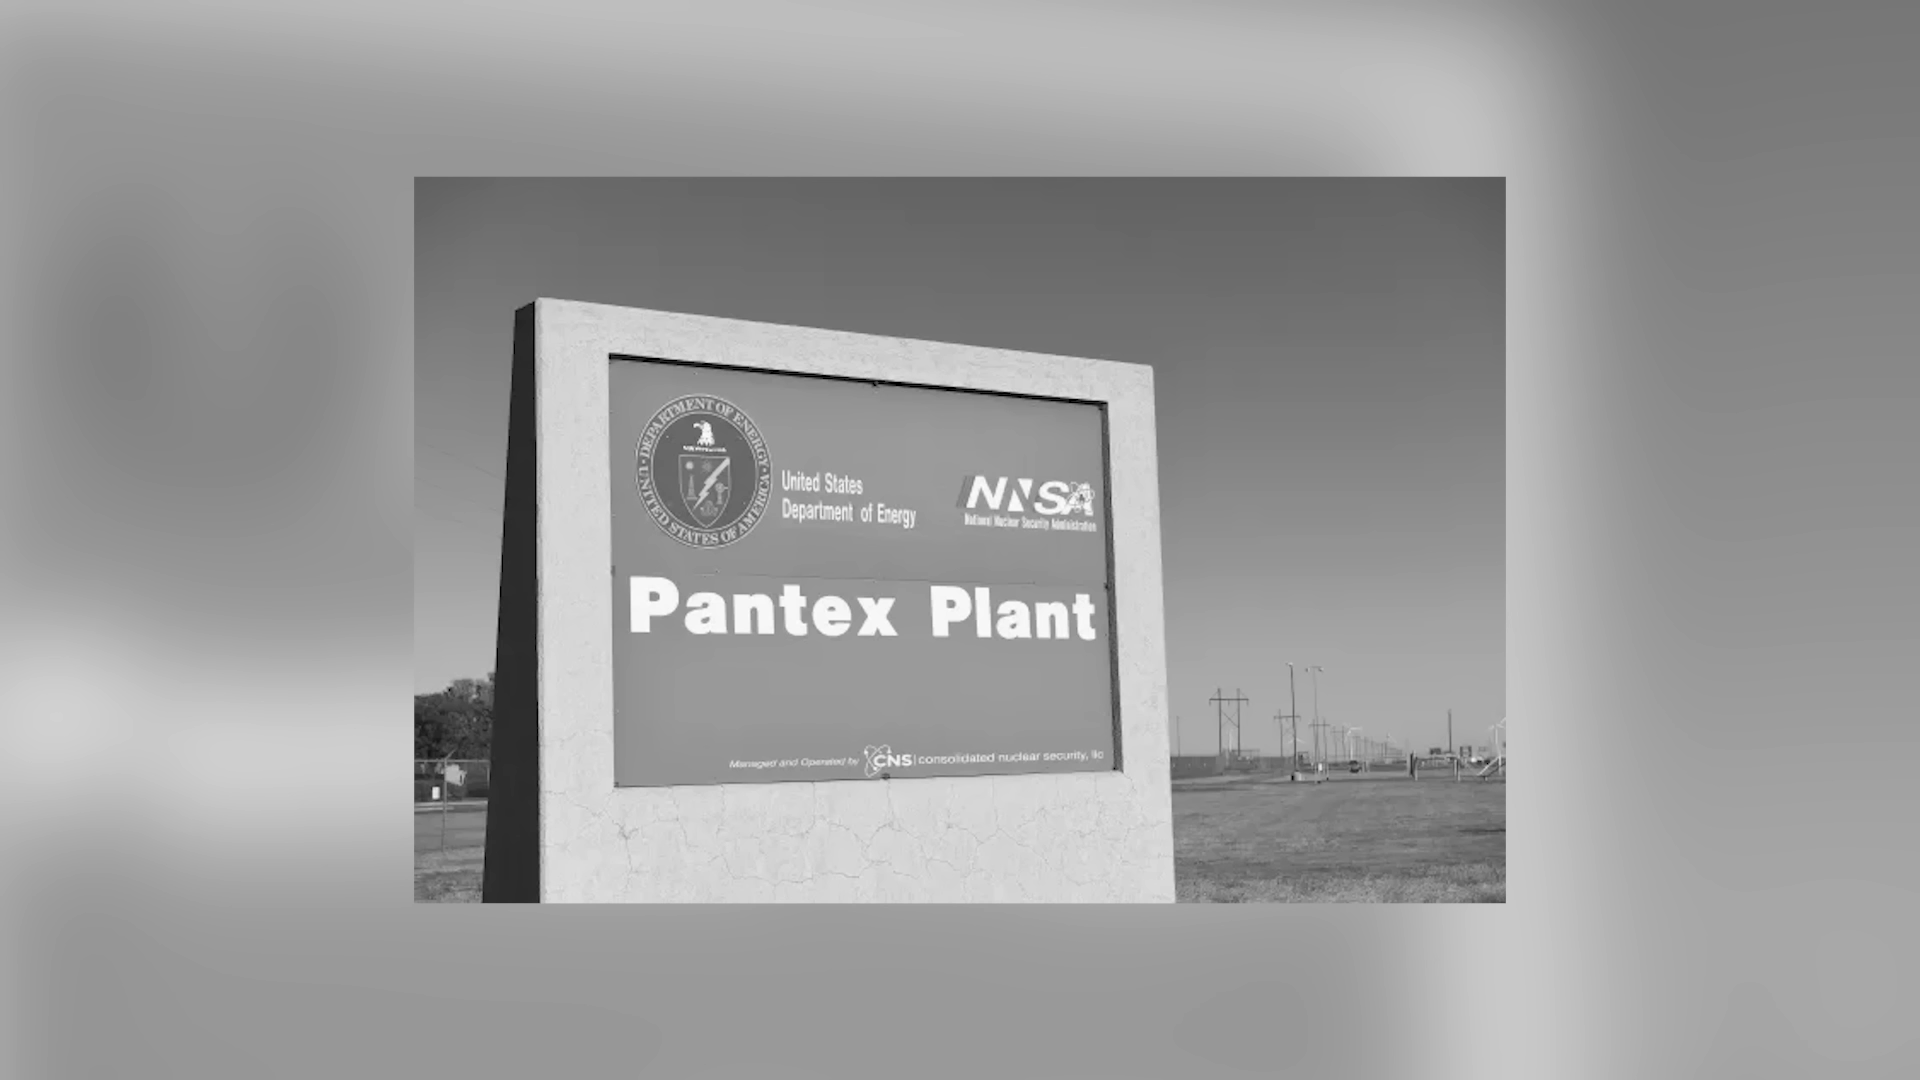 · DEPARTMENT OF ENERGY ·
UNITED STATES OF AMERICA
United States
Department of Energy
NNSA
National Nuclear Security Administration
Pantex Plant
Managed and Operated by CNS consolidated nuclear security, llc